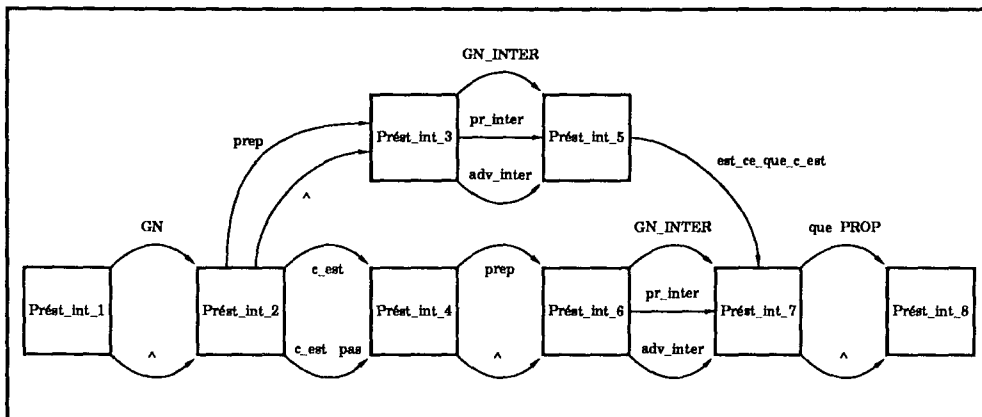 GN_INTER
Prést_int_3
pr_inter
Prést_int_5
prep
adv_inter
est_ce_que_c_est
^
GN
GN_INTER
que PROP
c_est
prep
Prést_int_1
Prést_int_2
Prést_int_4
Prést_int_6
pr_inter
Prést_int_7
Prést_int_8
^
c_est pas
^
adv_inter
^